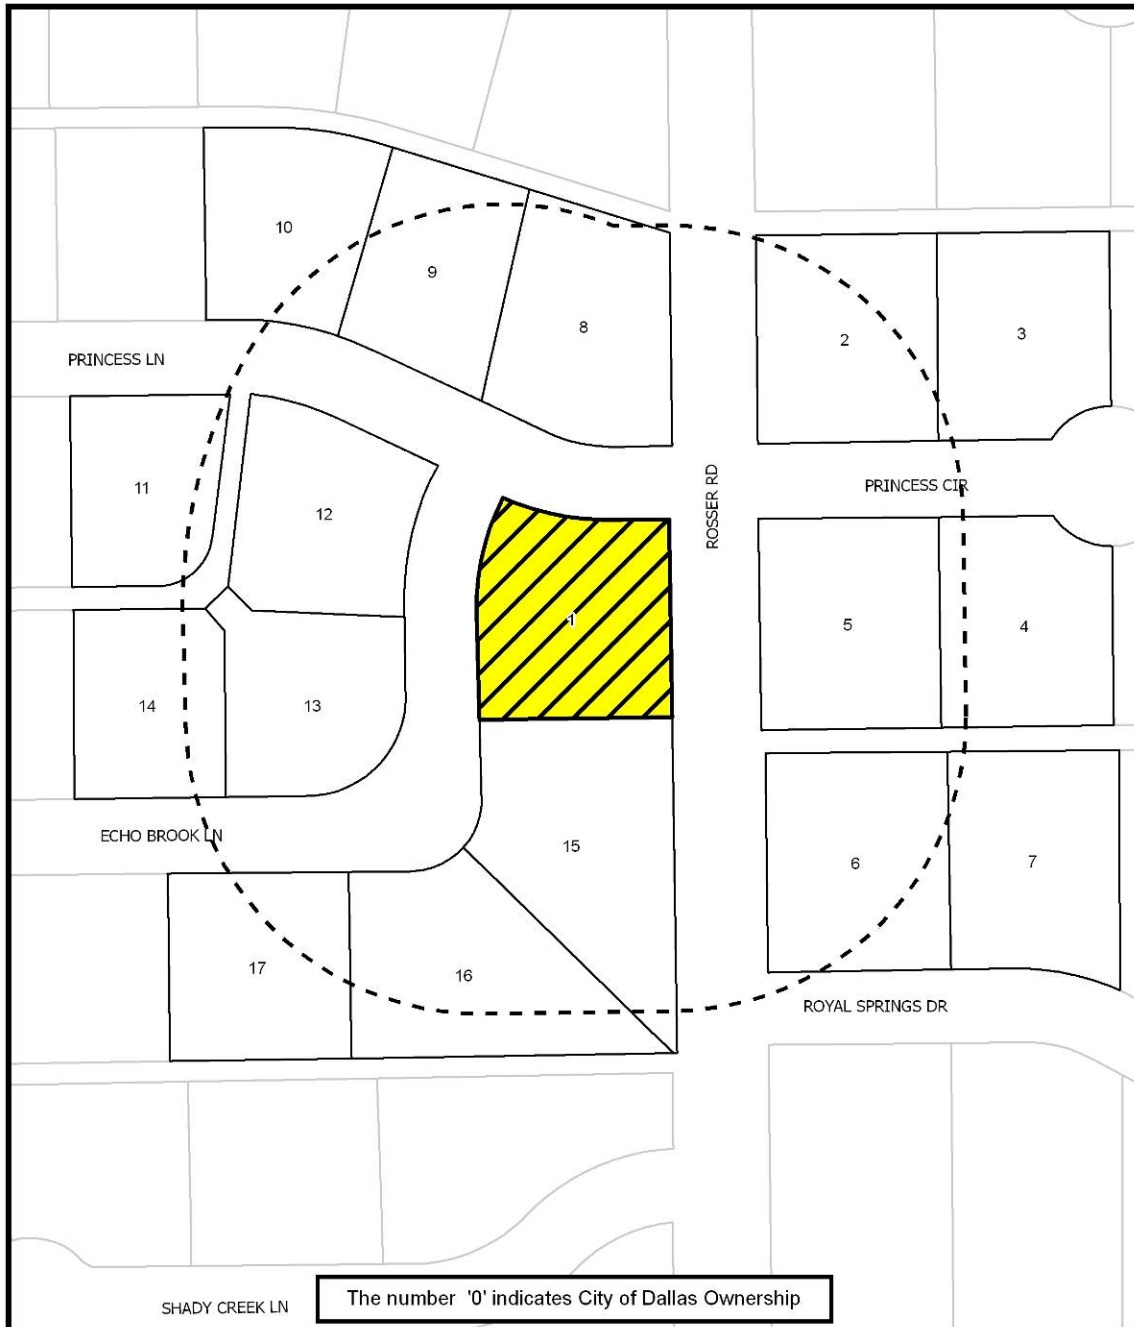 10
9
8
2
3
PRINCESS LN
11
12
ROSSER RD
PRINCESS CIR
1
5
4
14
13
ECHO BROOK LN
15
6
7
17
16
ROYAL SPRINGS DR
SHADY CREEK LN
The number '0' indicates City of Dallas Ownership